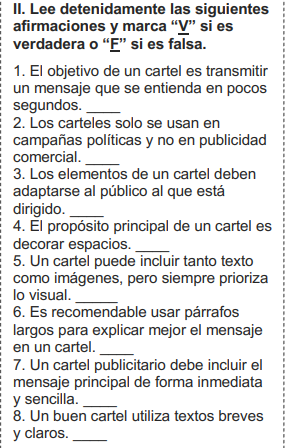 II. Lee detenidamente las siguientes
afirmaciones y marca “V” si es
verdadera o “F” si es falsa.
1. El objetivo de un cartel es transmitir
un mensaje que se entienda en pocos
segundos. ____
2. Los carteles solo se usan en
campañas políticas y no en publicidad
comercial. ____
3. Los elementos de un cartel deben
adaptarse al público al que está
dirigido. ____
4. El propósito principal de un cartel es
decorar espacios. ____
5. Un cartel puede incluir tanto texto
como imágenes, pero siempre prioriza
lo visual. _____
6. Es recomendable usar párrafos
largos para explicar mejor el mensaje
en un cartel. ____
7. Un cartel publicitario debe incluir el
mensaje principal de forma inmediata
y sencilla. ____
8. Un buen cartel utiliza textos breves
y claros. ____